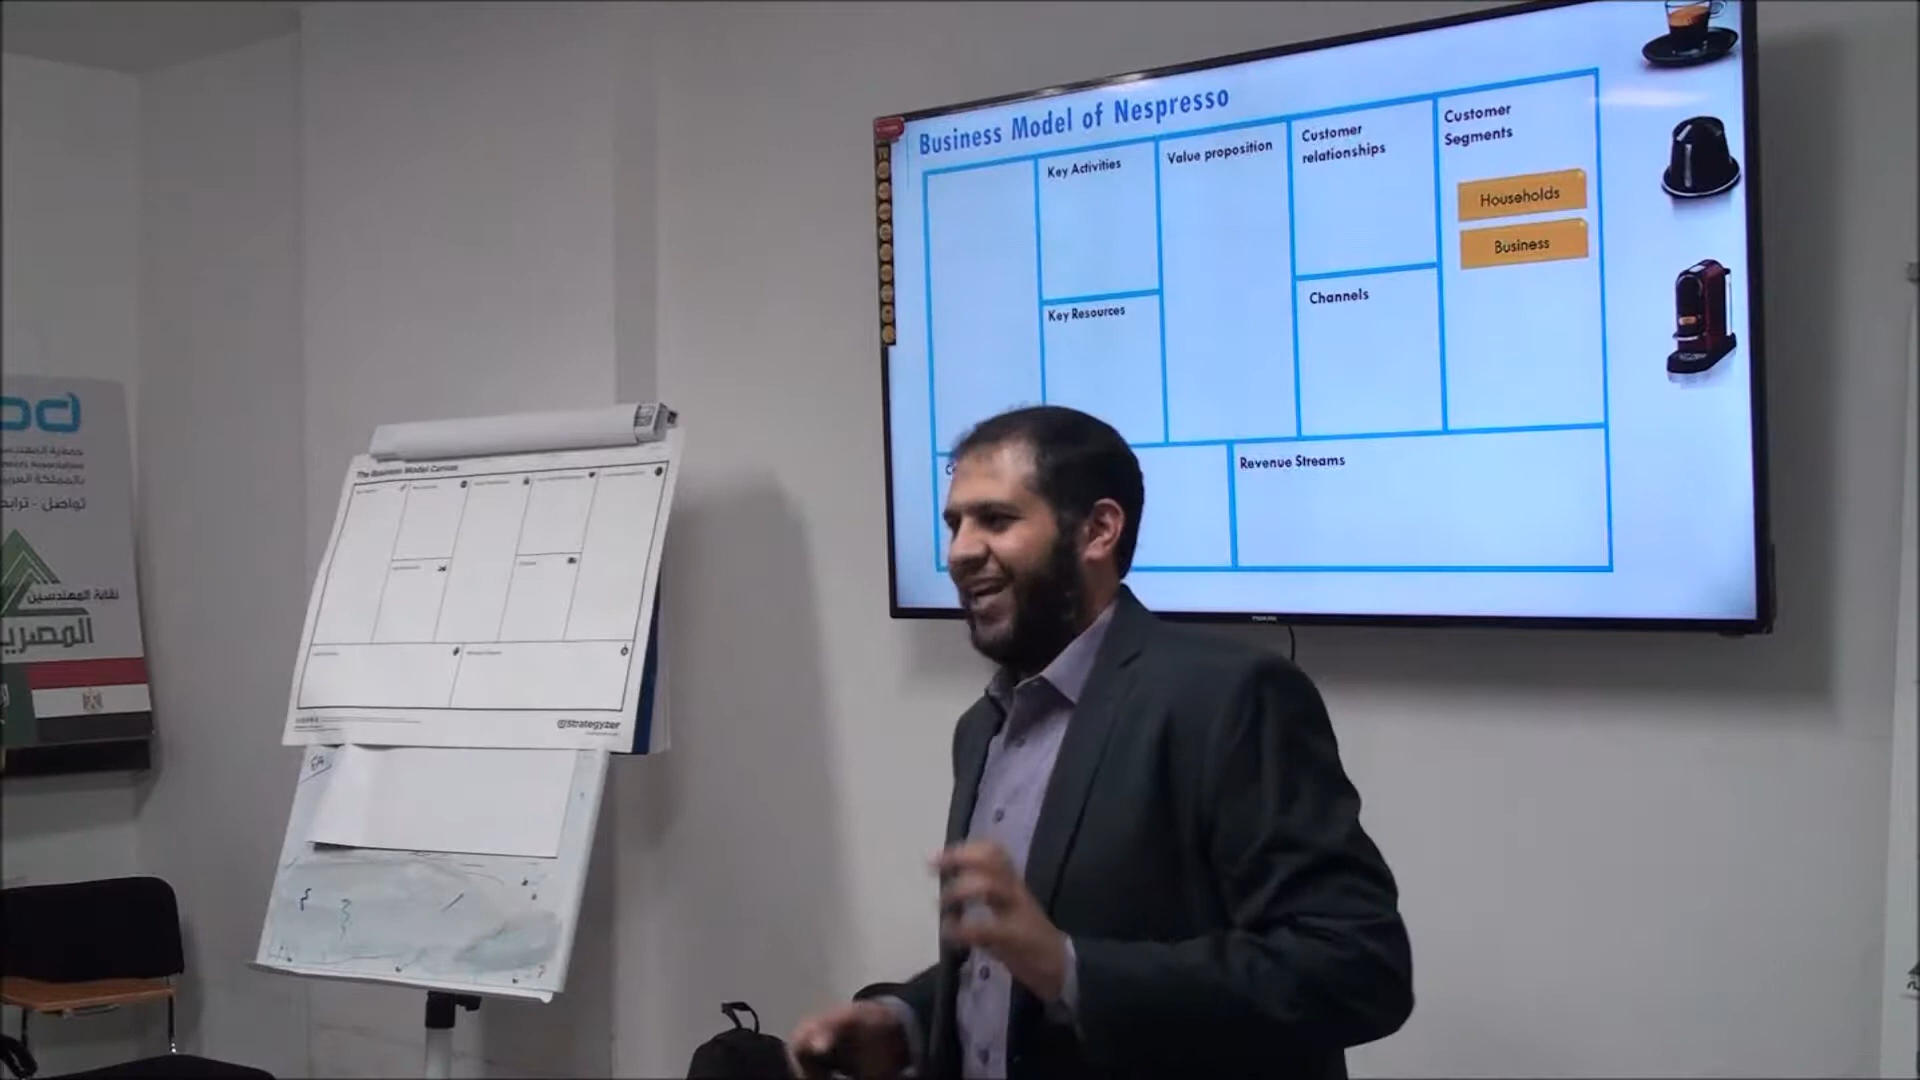 Business Model of Nespresso
Key Activities
Value proposition
Customer
relationships
Customer
Segments
Households
Business
Key Resources
Channels
Revenue Streams
The Business Model Canvas
Strategyzer
تواصل - ترابط
نقابة المهندسين